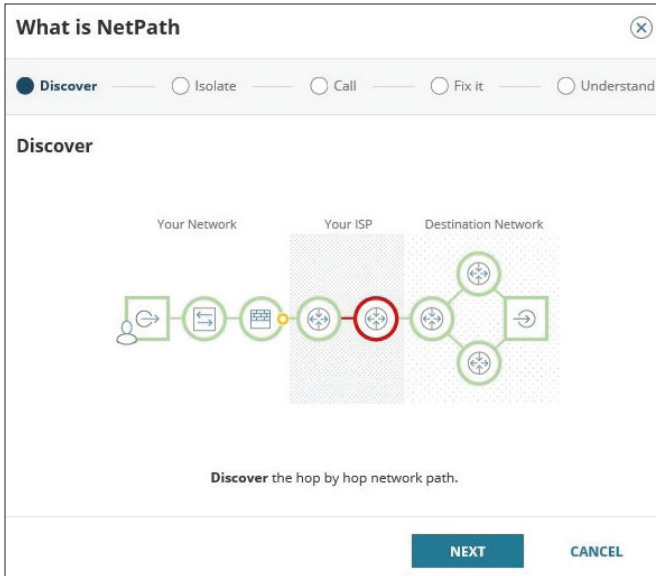 What is NetPath
Discover Isolate Call Fix it Understand
Discover
Your Network Your ISP Destination Network
Discover the hop by hop network path.
NEXT CANCEL